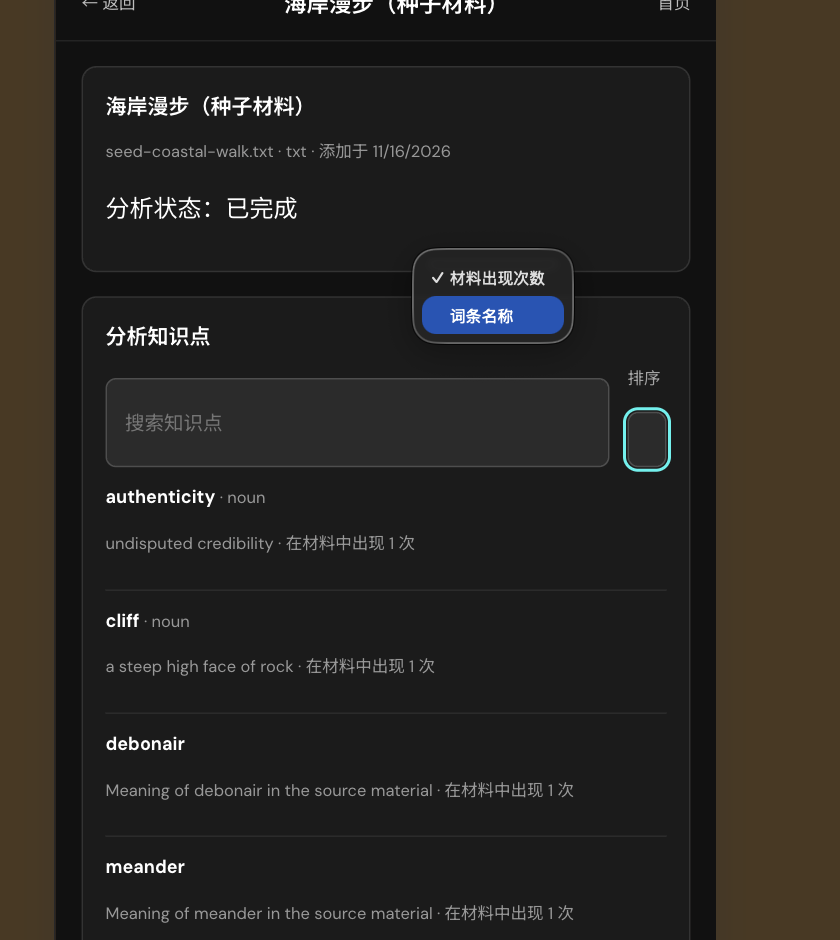 ← 返回
海岸漫步（种子材料）
首页
海岸漫步（种子材料）
seed-coastal-walk.txt · txt · 添加于 11/16/2026
分析状态：已完成
✓ 材料出现次数
词条名称
分析知识点
排序
搜索知识点
authenticity · noun
undisputed credibility · 在材料中出现 1 次
cliff · noun
a steep high face of rock · 在材料中出现 1 次
debonair
Meaning of debonair in the source material · 在材料中出现 1 次
meander
Meaning of meander in the source material · 在材料中出现 1 次